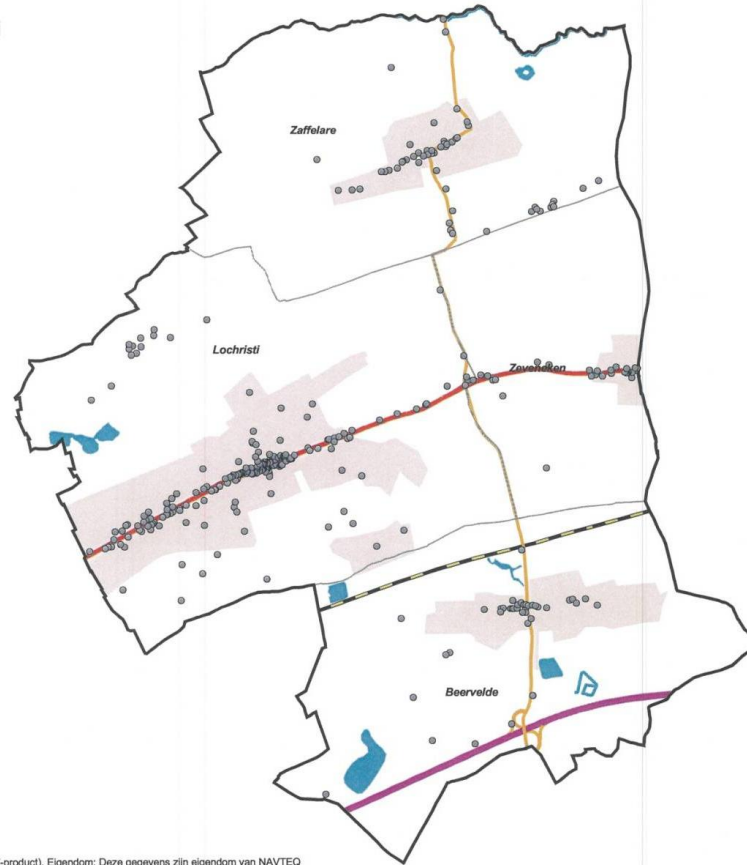 Zaffelare
Lochristi
Zeveneken
Beervelde
-product). Eigendom: Deze gegevens zijn eigendom van NAVTEQ